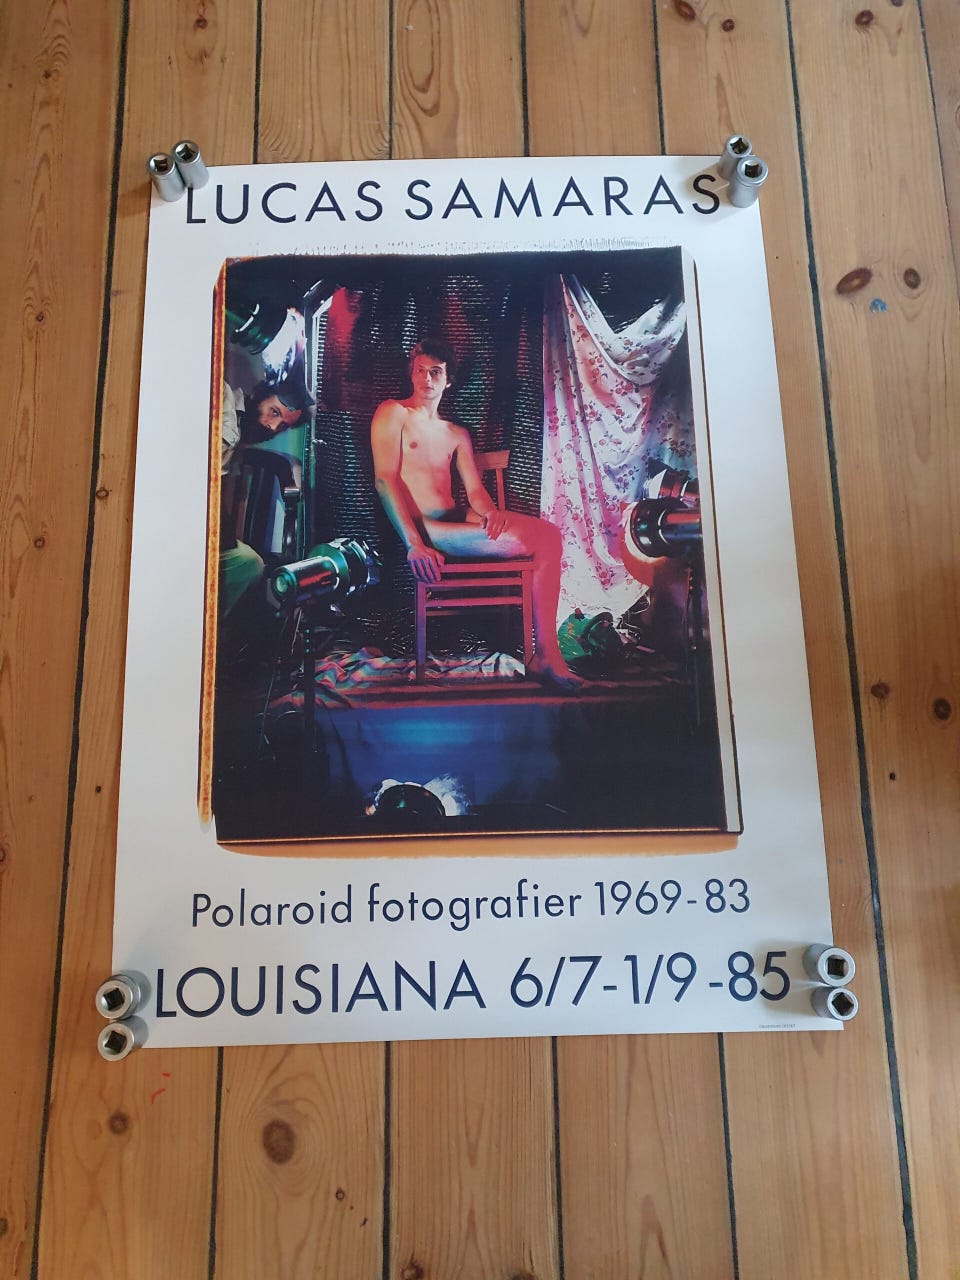 LUCAS SAMARAS
Polaroid fotografier 1969-83
LOUISIANA 6/7-1/9-85